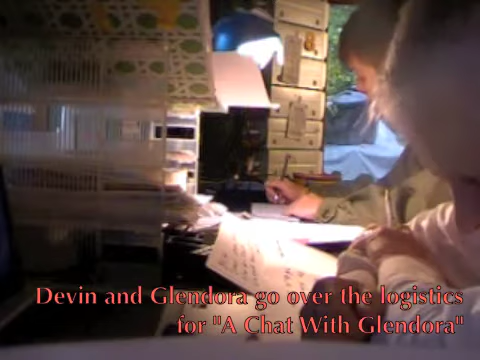 Devin and Glendora go over the logistics
for "A Chat With Glendora"